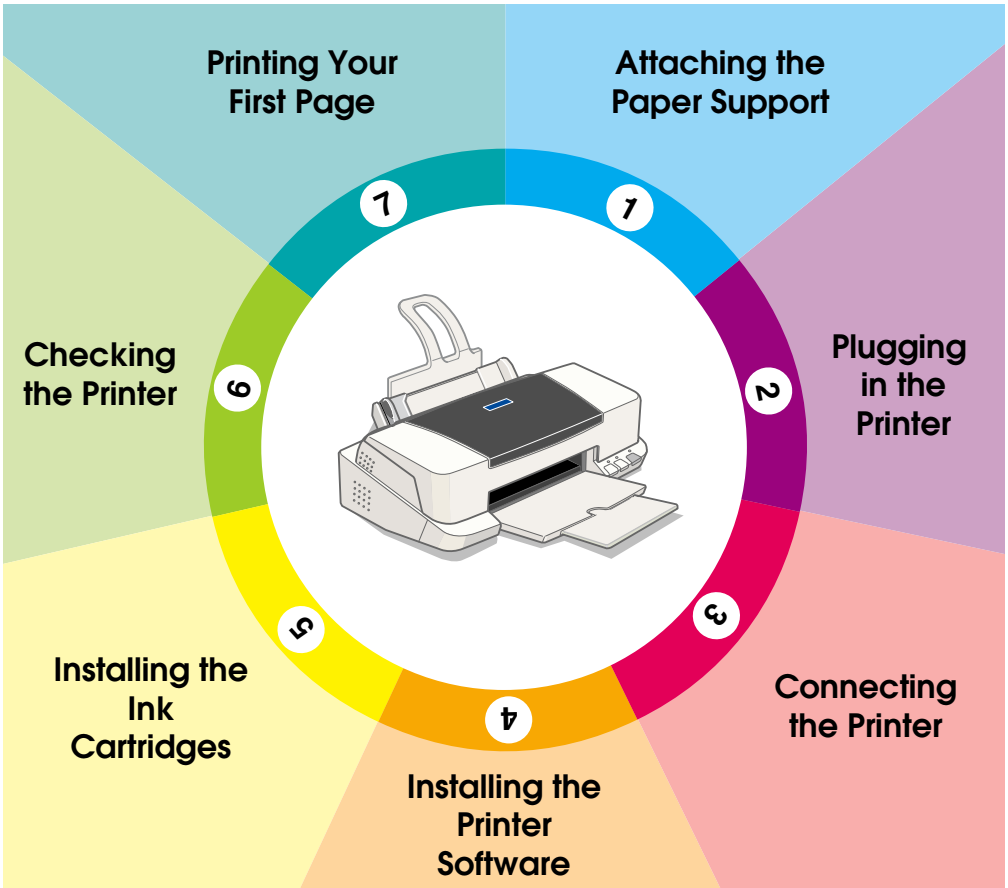 1
Attaching the
Paper Support
2
Plugging
in the
Printer
3
Connecting
the Printer
4
Installing the
Printer
Software
5
Installing the
Ink
Cartridges
6
Checking
the Printer
7
Printing Your
First Page